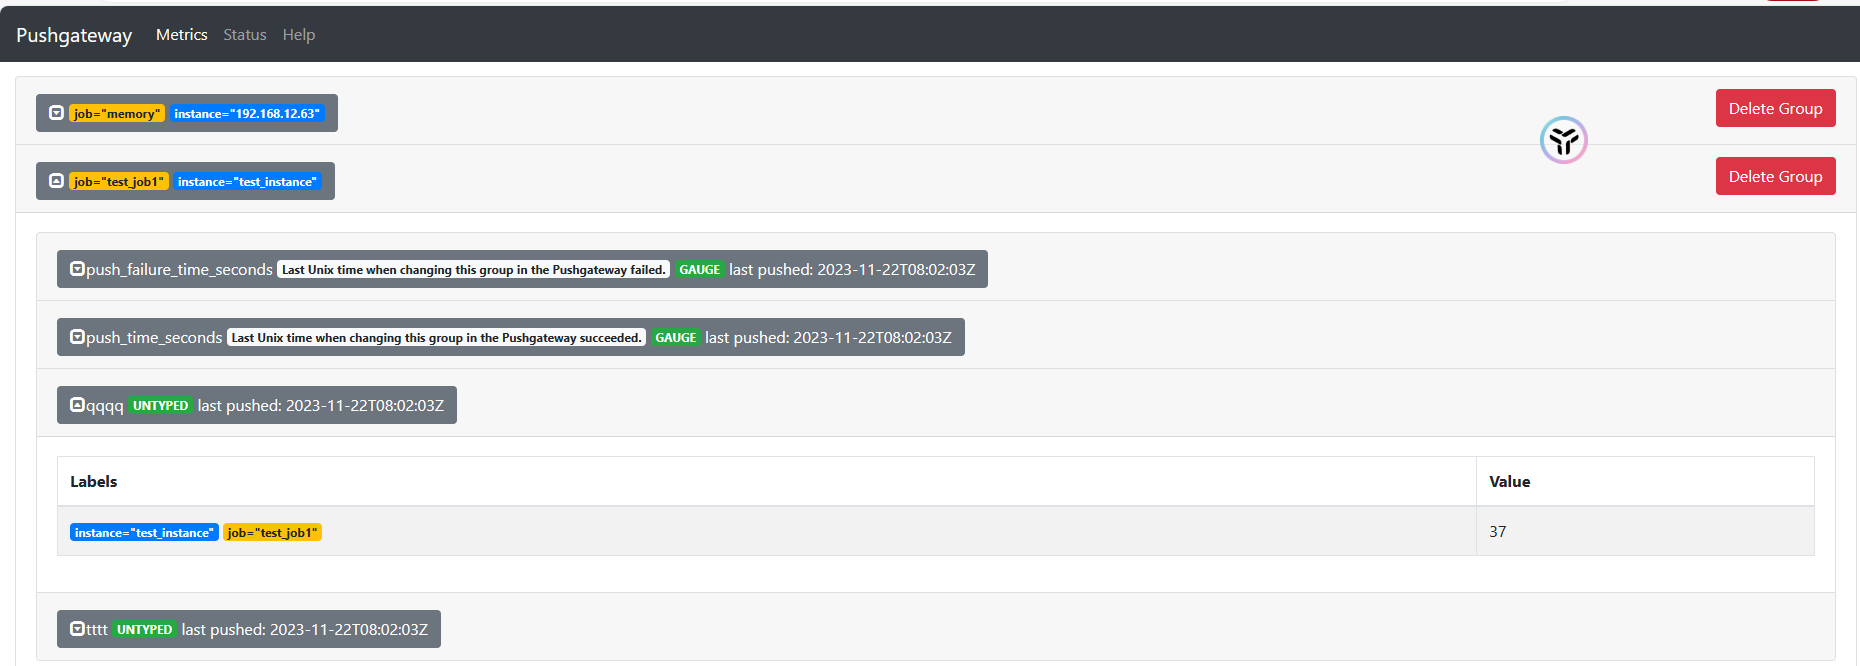 Pushgateway Metrics Status Help
job="memory" instance="192.168.12.63" Delete Group
job="test_job1" instance="test_instance" Delete Group
push_failure_time_seconds Last Unix time when changing this group in the Pushgateway failed. GAUGE last pushed: 2023-11-22T08:02:03Z
push_time_seconds Last Unix time when changing this group in the Pushgateway succeeded. GAUGE last pushed: 2023-11-22T08:02:03Z
qqqq UNTYPED last pushed: 2023-11-22T08:02:03Z
Labels Value
instance="test_instance" job="test_job1" 37
tttt UNTYPED last pushed: 2023-11-22T08:02:03Z